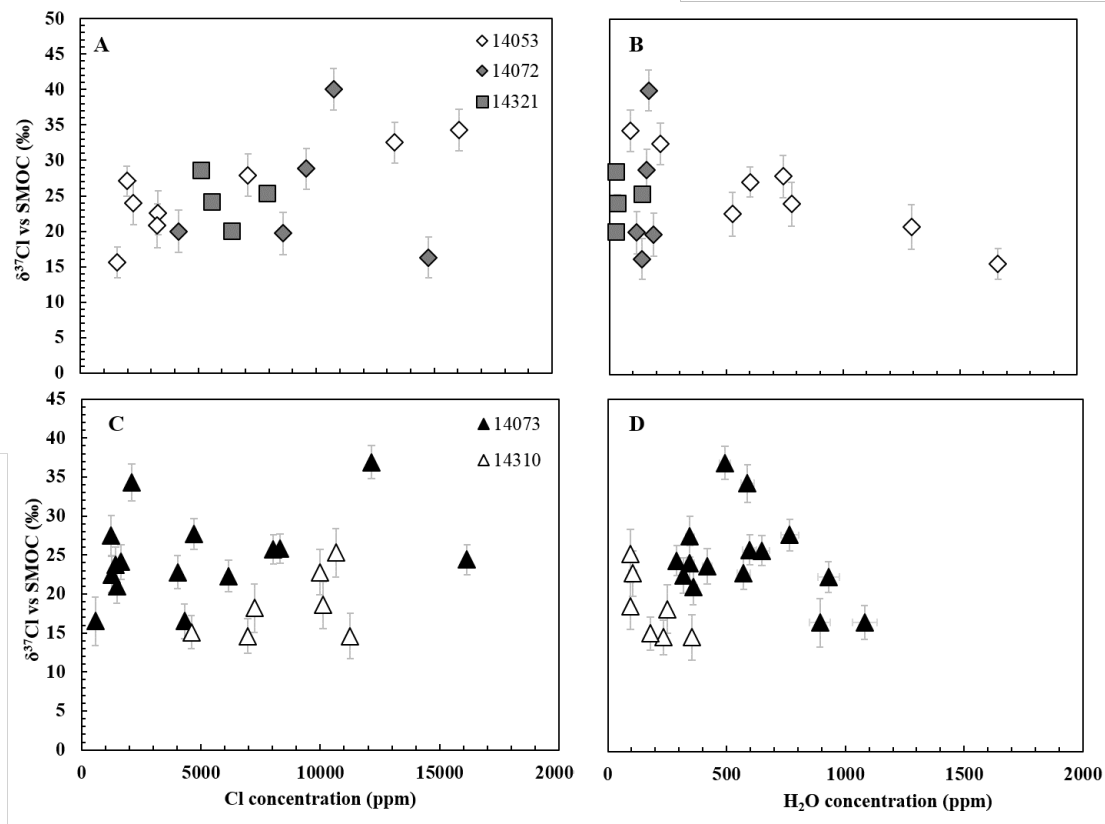 50
45
40
35
30
25
20
15
10
5
0
δ³⁷Cl vs SMOC (‰)
A
14053
14072
14321
B
45
40
35
30
25
20
15
10
5
0
δ³⁷Cl vs SMOC (‰)
C
14073
14310
D
0 5000 10000 15000 2000
Cl concentration (ppm)
0 500 1000 1500 2000
H₂O concentration (ppm)